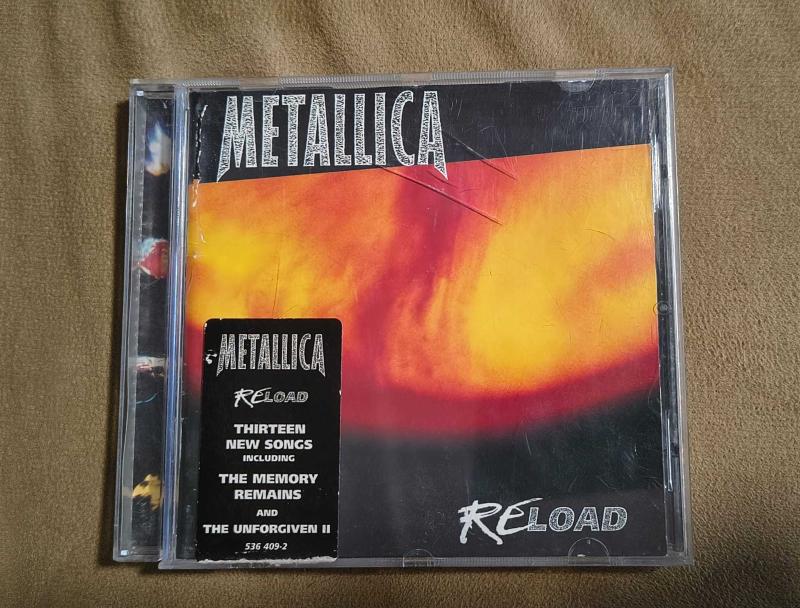 METALLICA
METALLICA
RELOAD
THIRTEEN
NEW SONGS
INCLUDING
THE MEMORY
REMAINS
AND
THE UNFORGIVEN II
536 409-2
RELOAD